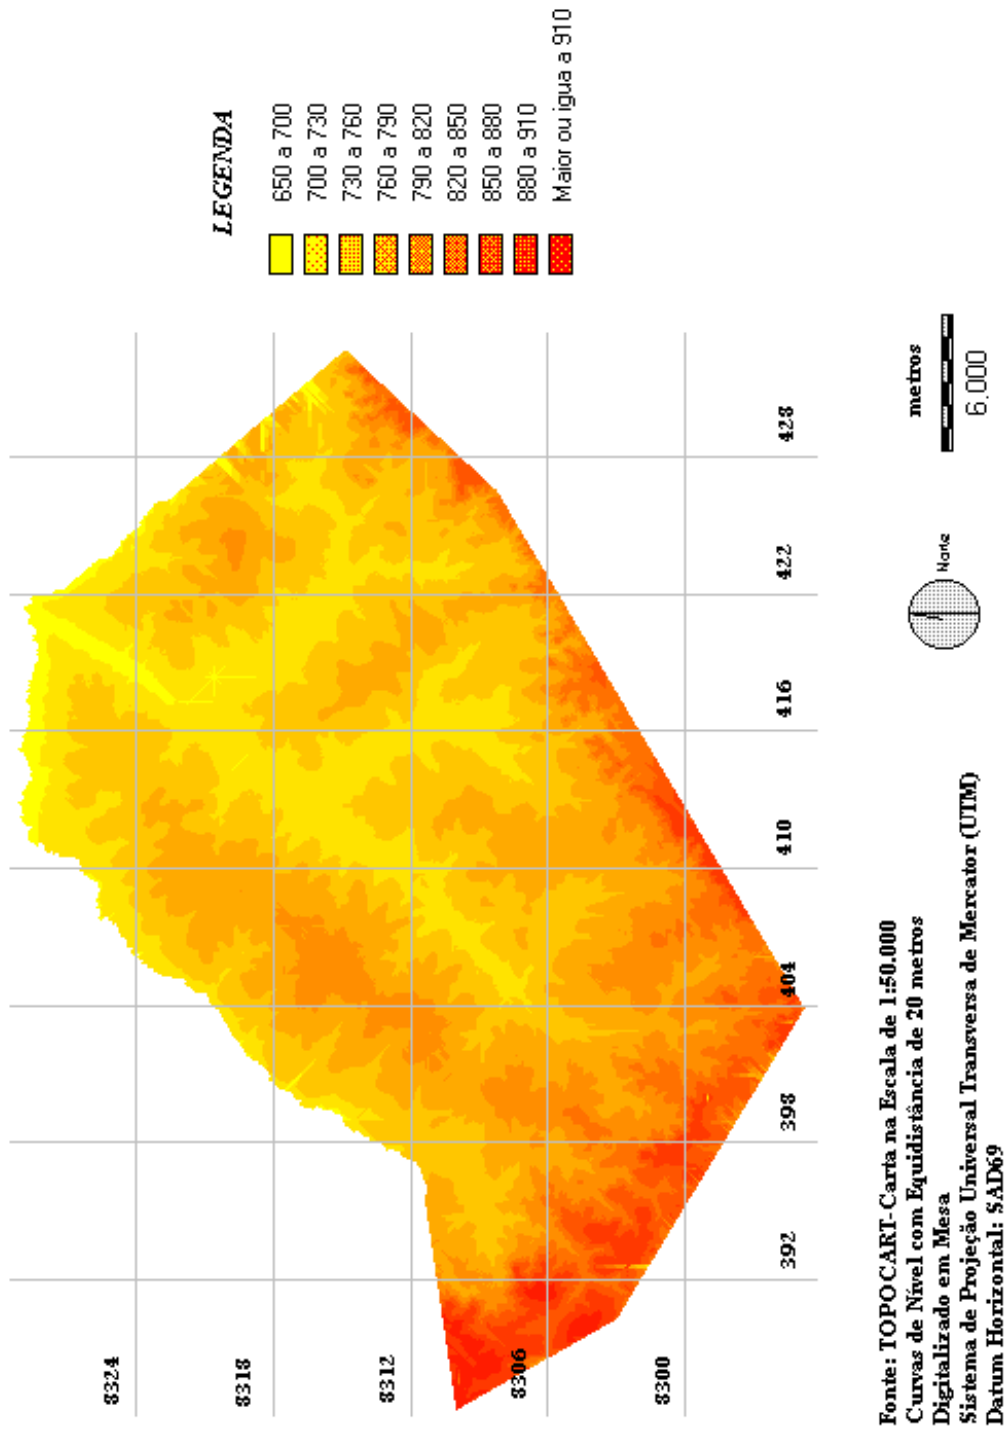 LEGENDA
650 a 700
700 a 730
730 a 760
760 a 790
790 a 820
820 a 850
850 a 880
880 a 910
Maior ou igua a 910
8324
8318
8312
8306
8300
392
398
404
410
416
422
428
Norte
metros
6.000
Fonte: TOPOCART-Carta na Escala de 1:50.000
Curvas de Nível com Equidistância de 20 metros
Digitalizado em Mesa
Sistema de Projeção Universal Transversa de Mercator (UTM)
Datum Horizontal: SAD69